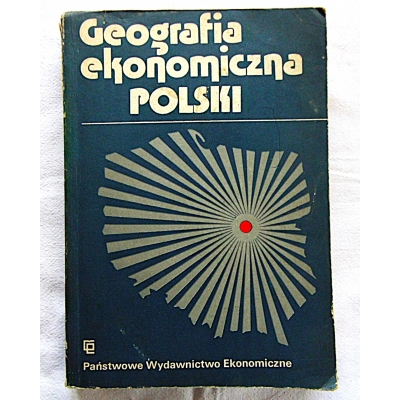 Geografia
ekonomiczna
POLSKI
Państwowe Wydawnictwo Ekonomiczne